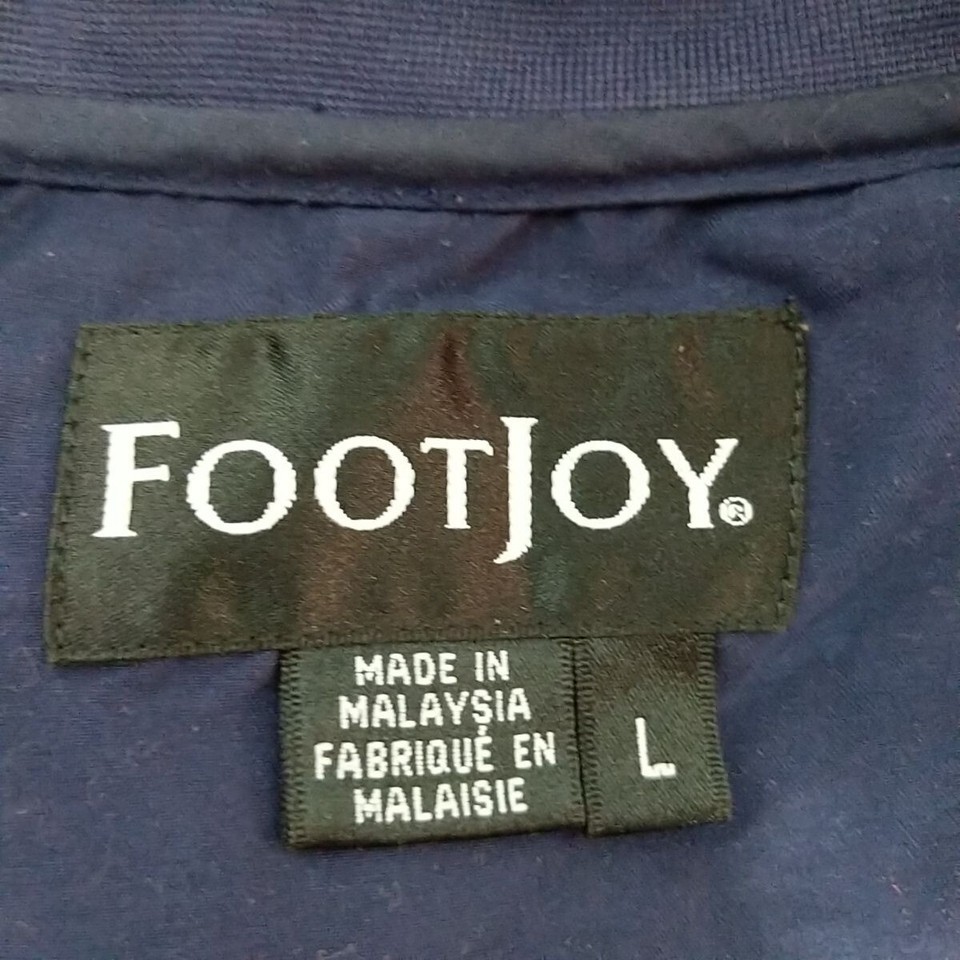 FOOTJOY®
MADE IN
MALAYSIA
FABRIQUÉ EN
MALAISIE
L